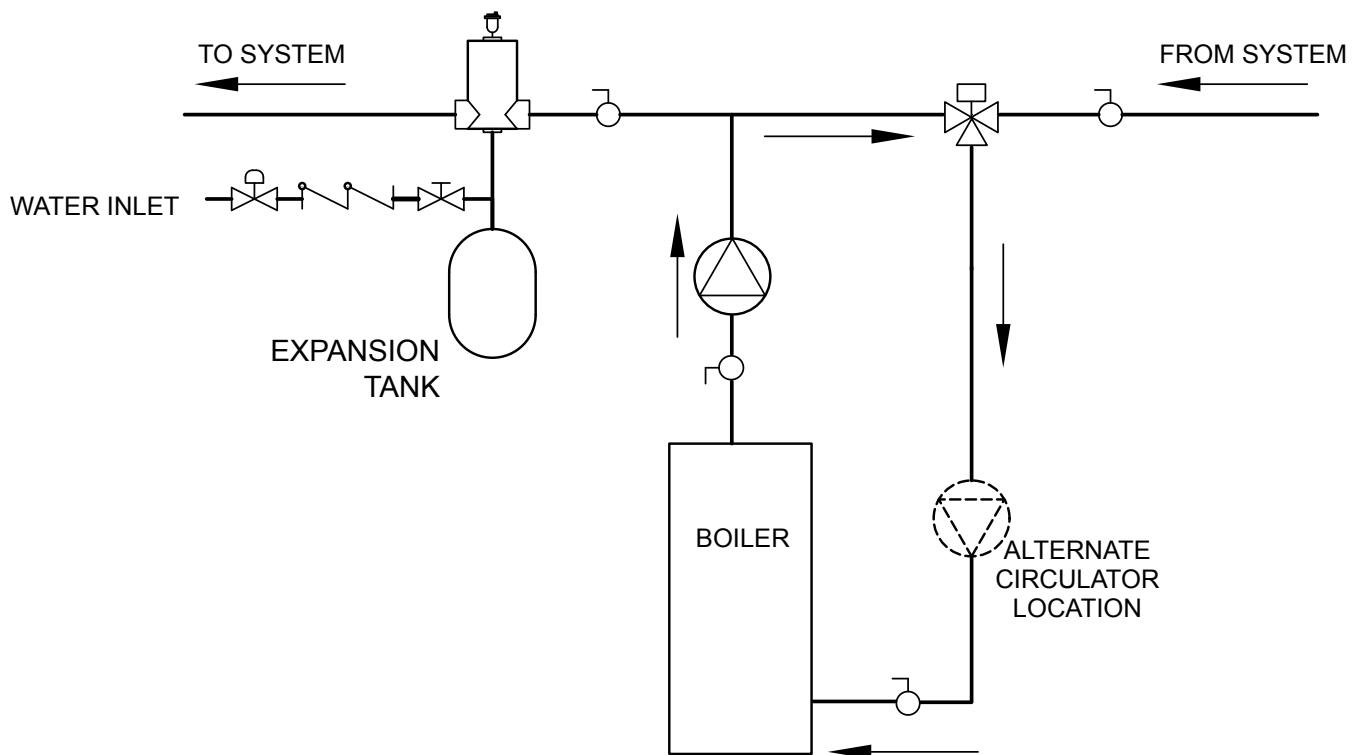 TO SYSTEM
FROM SYSTEM
WATER INLET
EXPANSION
TANK
BOILER
ALTERNATE
CIRCULATOR
LOCATION